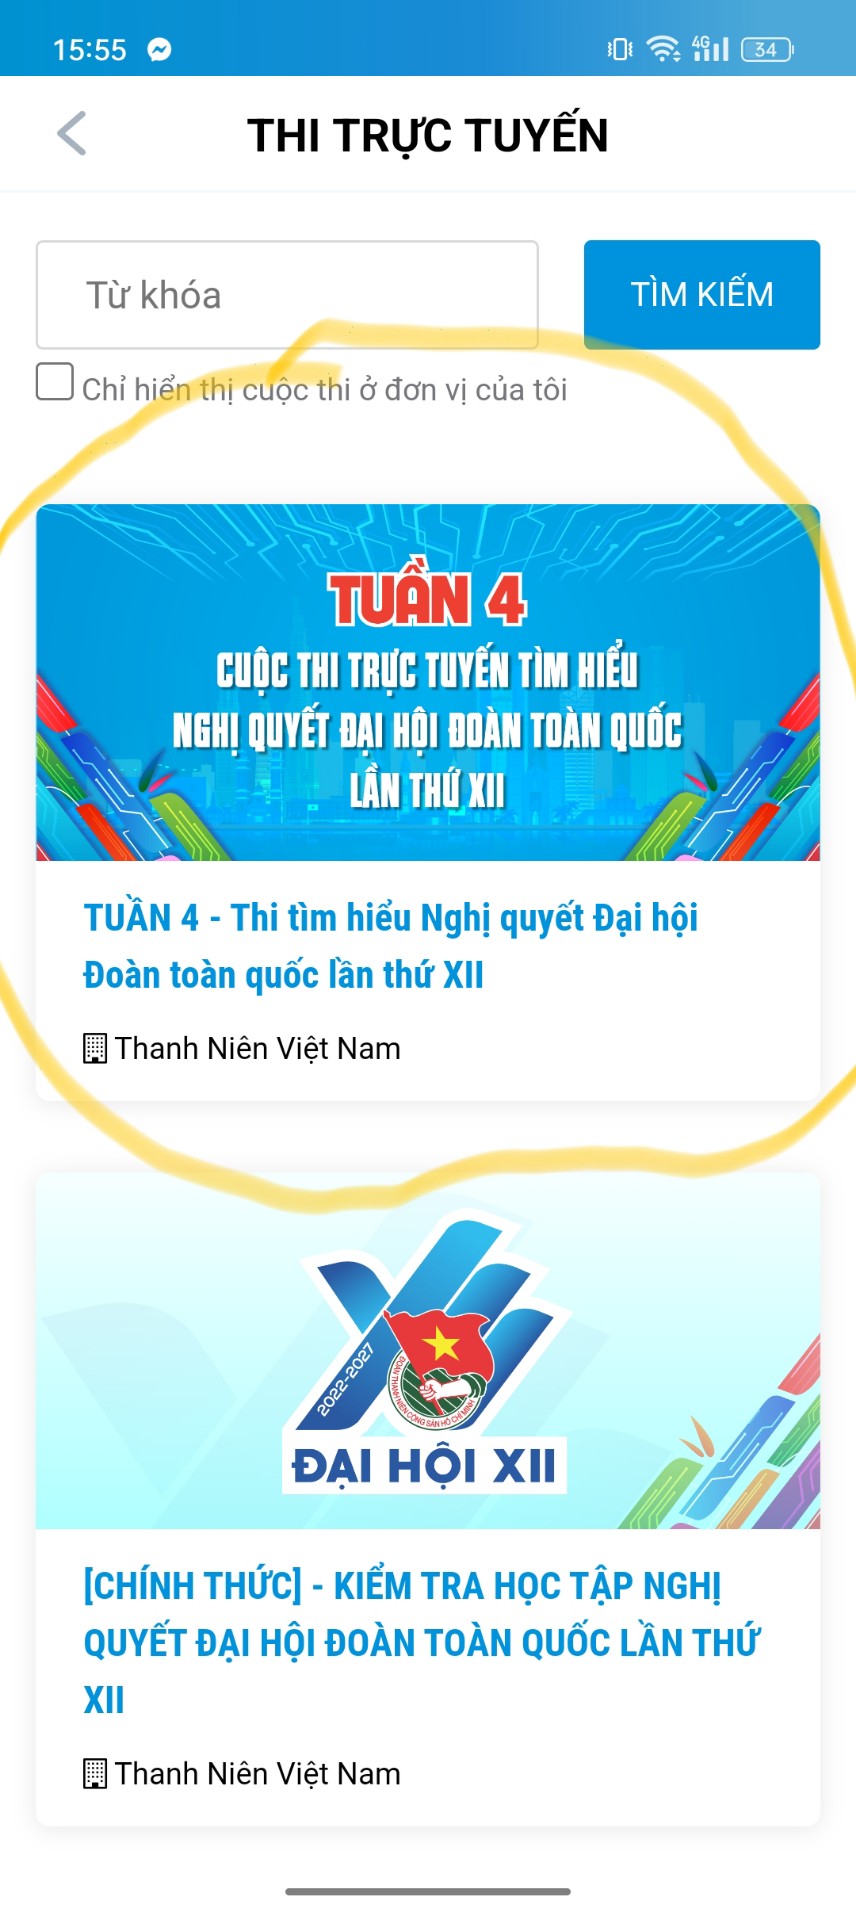 15:55
4G
34
THI TRỰC TUYẾN
Từ khóa
TÌM KIẾM
Chỉ hiển thị cuộc thi ở đơn vị của tôi
TUẦN 4
CUỘC THI TRỰC TUYẾN TÌM HIỂU
NGHỊ QUYẾT ĐẠI HỘI ĐOÀN TOÀN QUỐC
LẦN THỨ XII
TUẦN 4 - Thi tìm hiểu Nghị quyết Đại hội
Đoàn toàn quốc lần thứ XII
Thanh Niên Việt Nam
2022-2027
ĐOÀN THANH NIÊN CỘNG SẢN HỒ CHÍ MINH
ĐẠI HỘI XII
[CHÍNH THỨC] - KIỂM TRA HỌC TẬP NGHỊ
QUYẾT ĐẠI HỘI ĐOÀN TOÀN QUỐC LẦN THỨ
XII
Thanh Niên Việt Nam